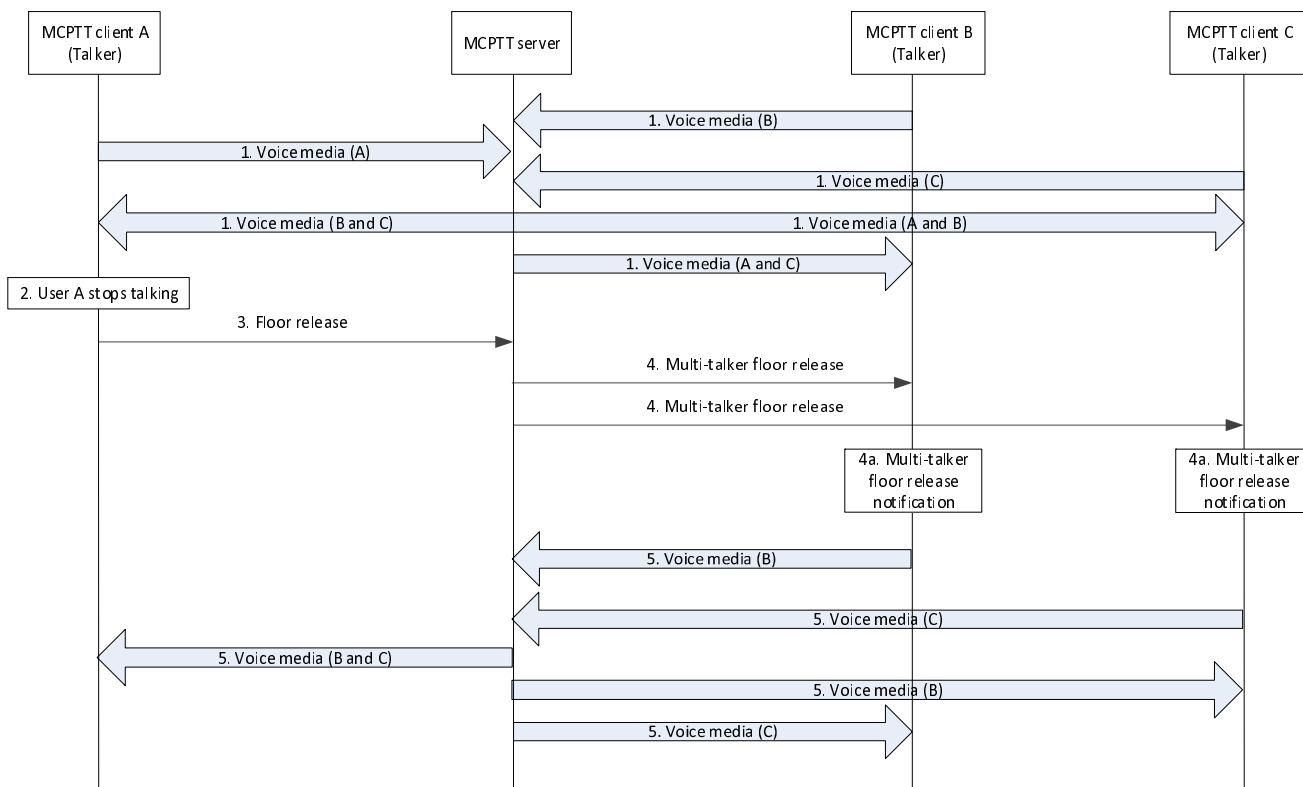 MCPTT client A
(Talker)
MCPTT server
MCPTT client B
(Talker)
MCPTT client C
(Talker)
1. Voice media (B)
1. Voice media (A)
1. Voice media (C)
1. Voice media (B and C)
1. Voice media (A and B)
1. Voice media (A and C)
2. User A stops talking
3. Floor release
4. Multi-talker floor release
4. Multi-talker floor release
4a. Multi-talker
floor release
notification
4a. Multi-talker
floor release
notification
5. Voice media (B)
5. Voice media (C)
5. Voice media (B and C)
5. Voice media (B)
5. Voice media (C)